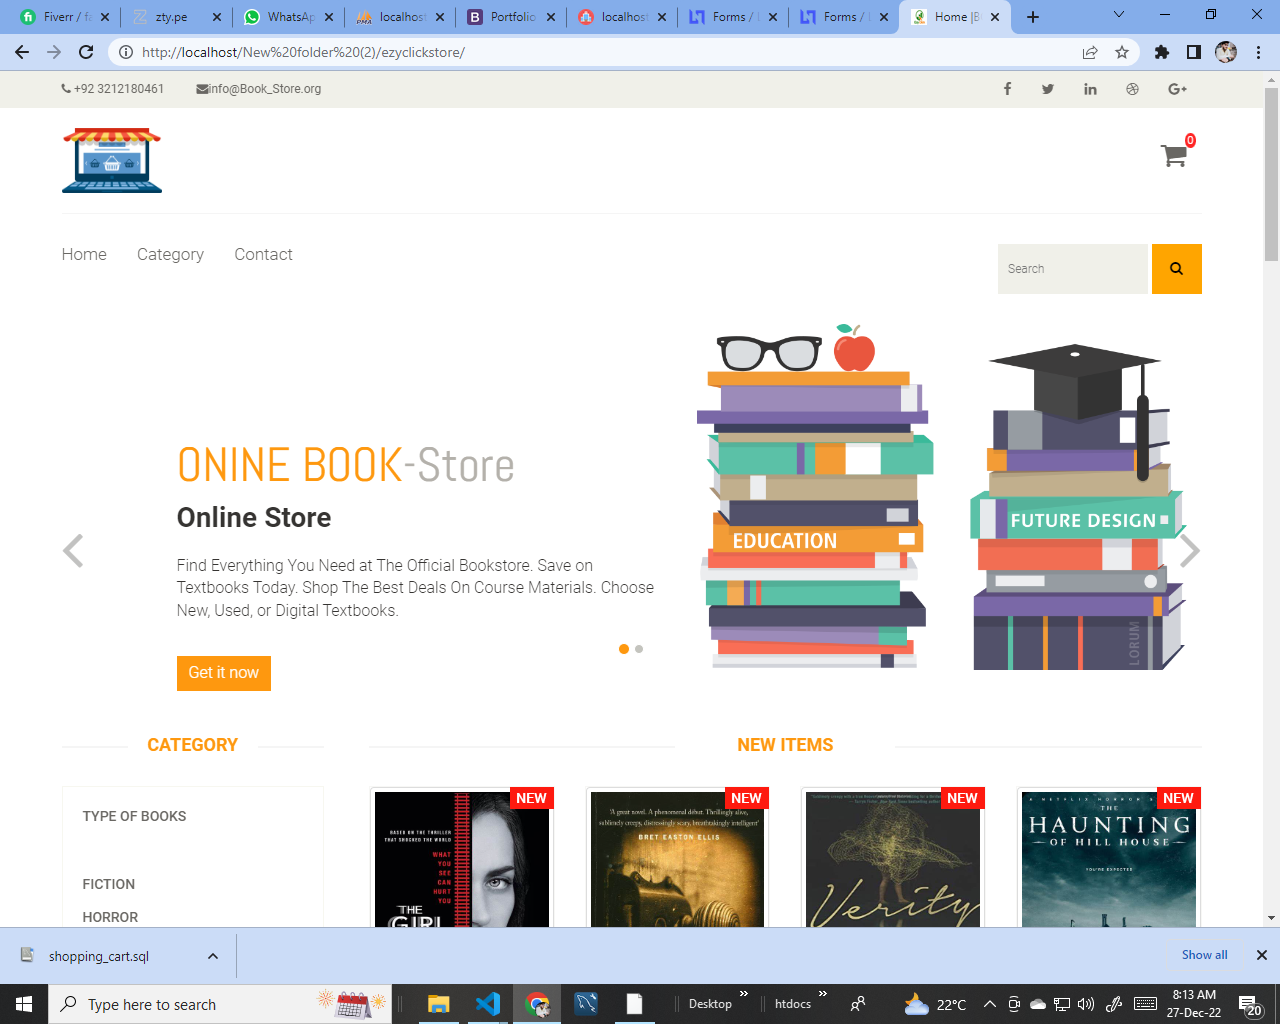 Fiverr / fa
zty.pe
WhatsAp
localhost
Portfolio
localhost
Forms / L
Forms / L
Home |B
http://localhost/New%20folder%20(2)/ezyclickstore/
+92 3212180461
info@Book_Store.org
0
Home
Category
Contact
Search
ONINE BOOK-Store
Online Store
Find Everything You Need at The Official Bookstore. Save on
Textbooks Today. Shop The Best Deals On Course Materials. Choose
New, Used, or Digital Textbooks.
Get it now
EDUCATION
FUTURE DESIGN
LORUM
CATEGORY
NEW ITEMS
TYPE OF BOOKS
FICTION
HORROR
NEW
BASED ON THE THRILLER
THAT SHOCKED THE WORLD
WHAT
YOU
SEE
CAN
HURT
YOU
THE
GIRL
NEW
'A great novel. A phenomenal debut. Thrillingly alive,
sublimely creepy, distressingly scary, breathtakingly intelligent'
BRET EASTON ELLIS
NEW
Verity
NEW
A NETFLIX HORROR S
THE
HAUNTING
OF HILL HOUSE
YOU'RE EXPECTED
shopping_cart.sql
Show all
Type here to search
Desktop
htdocs
22°C
8:13 AM
27-Dec-22
20